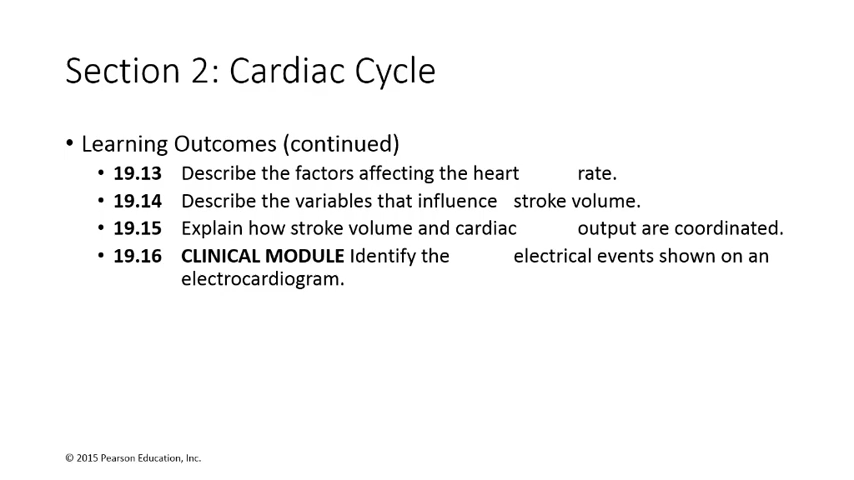 Section 2: Cardiac Cycle
• Learning Outcomes (continued)
• 19.13 Describe the factors affecting the heart rate.
• 19.14 Describe the variables that influence stroke volume.
• 19.15 Explain how stroke volume and cardiac output are coordinated.
• 19.16 CLINICAL MODULE Identify the electrical events shown on an
electrocardiogram.
© 2015 Pearson Education, Inc.